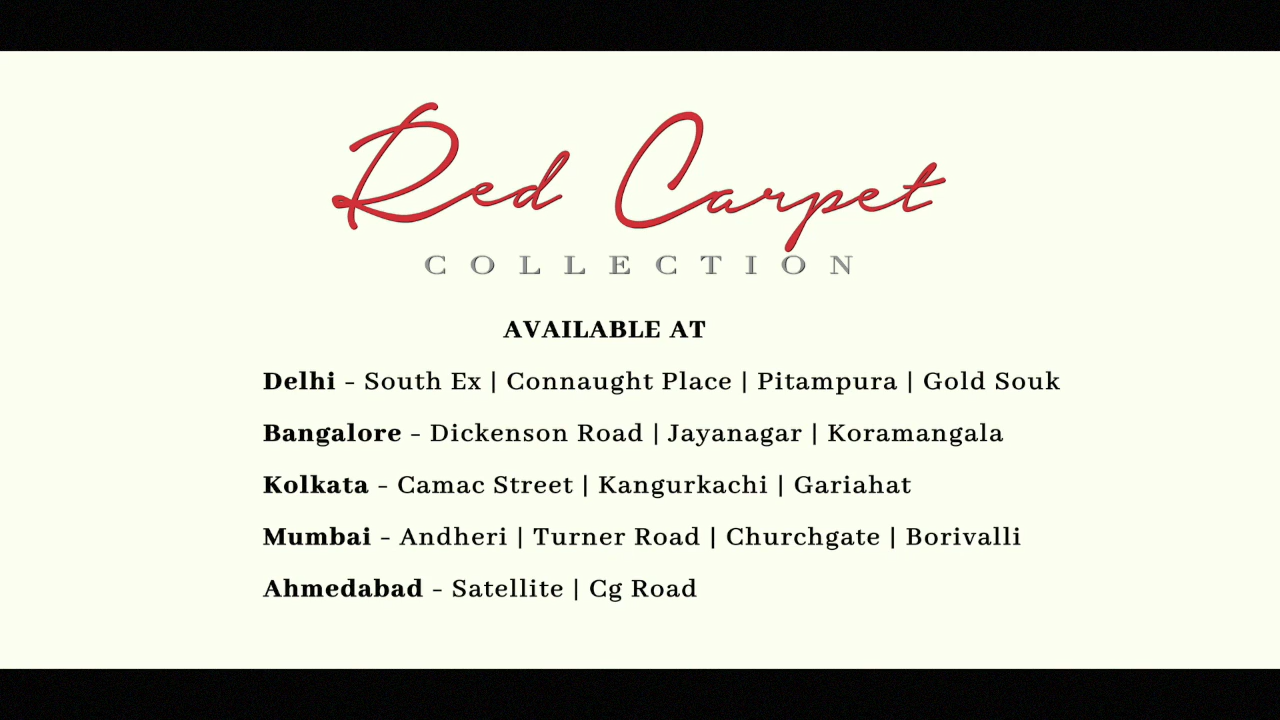 Red Carpet
COLLECTION
AVAILABLE AT
Delhi - South Ex | Connaught Place | Pitampura | Gold Souk
Bangalore - Dickenson Road | Jayanagar | Koramangala
Kolkata - Camac Street | Kangurkachi | Gariahat
Mumbai - Andheri | Turner Road | Churchgate | Borivalli
Ahmedabad - Satellite | Cg Road